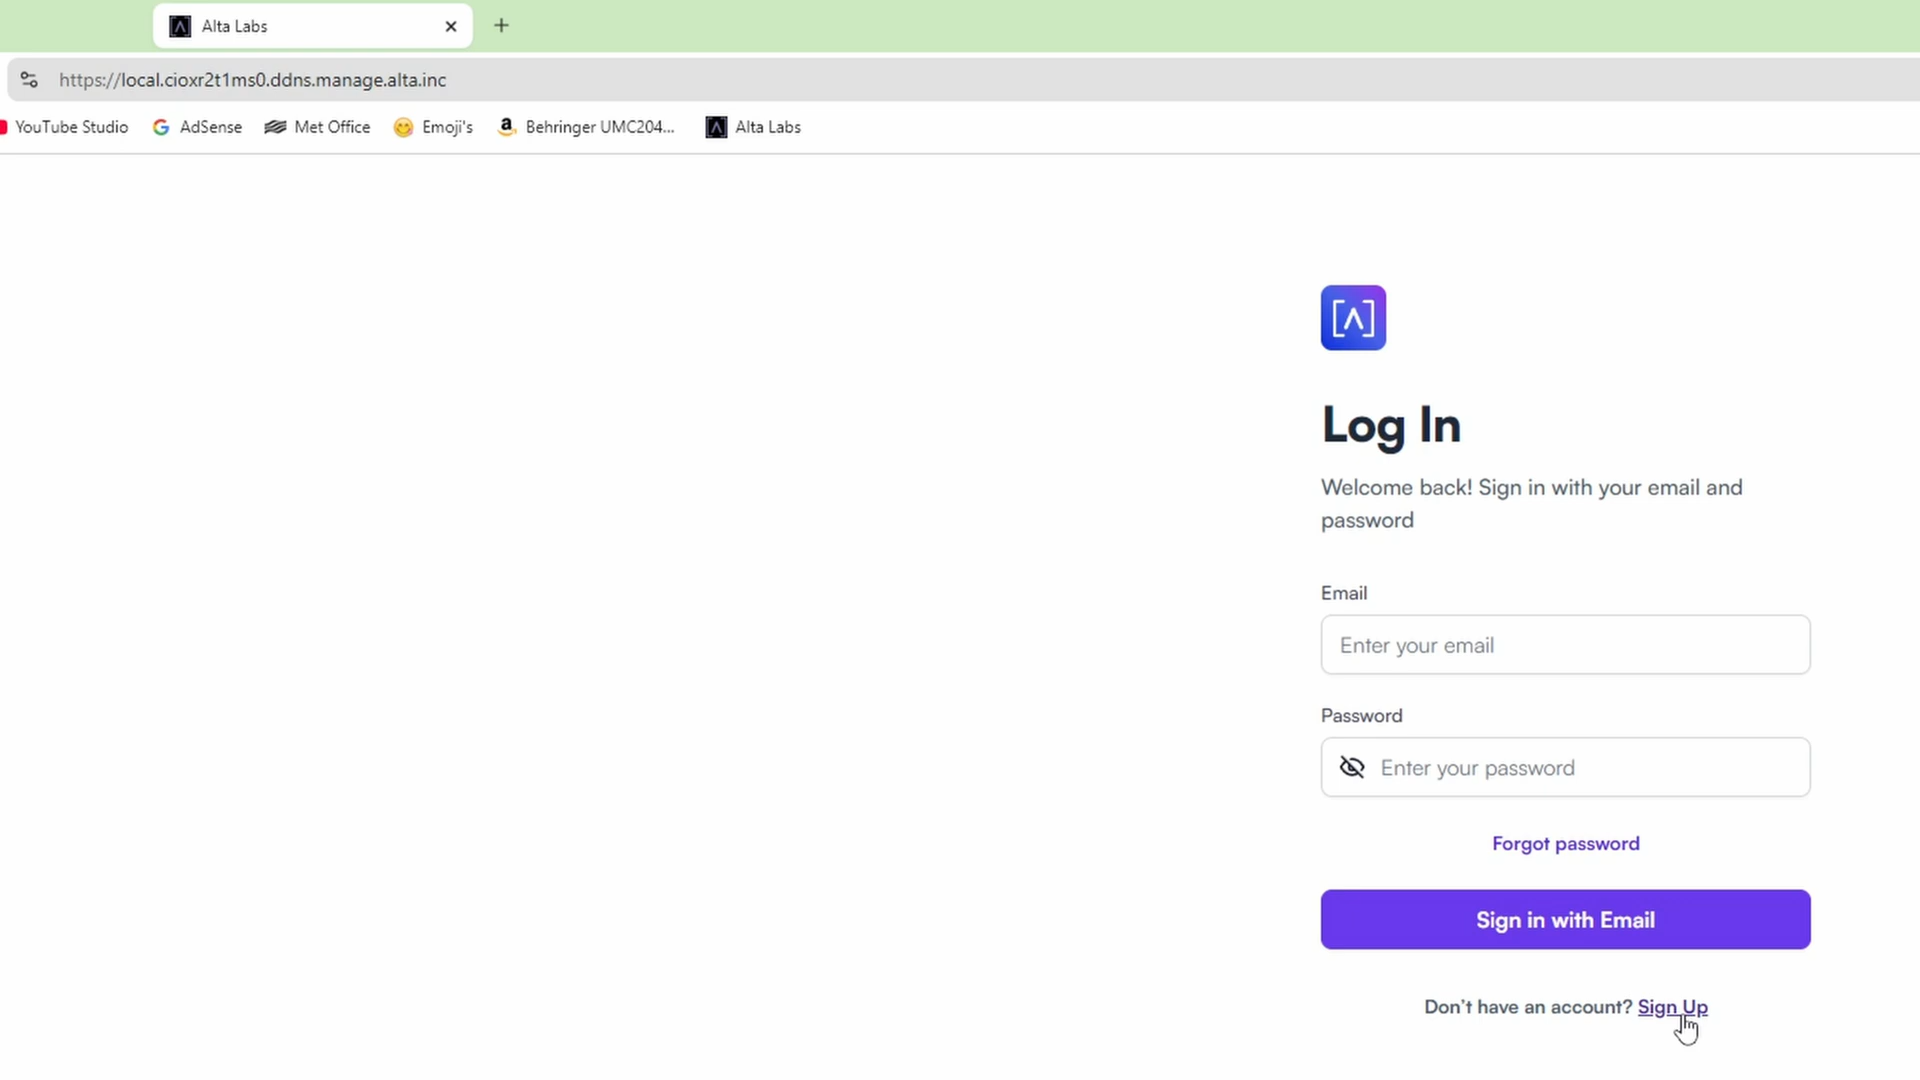 Alta Labs
https://local.cioxr2t1ms0.ddns.manage.alta.inc
YouTube Studio AdSense Met Office Emoji's Behringer UMC204... Alta Labs
Log In
Welcome back! Sign in with your email and
password
Email
Enter your email
Password
Enter your password
Forgot password
Sign in with Email
Don't have an account? Sign Up